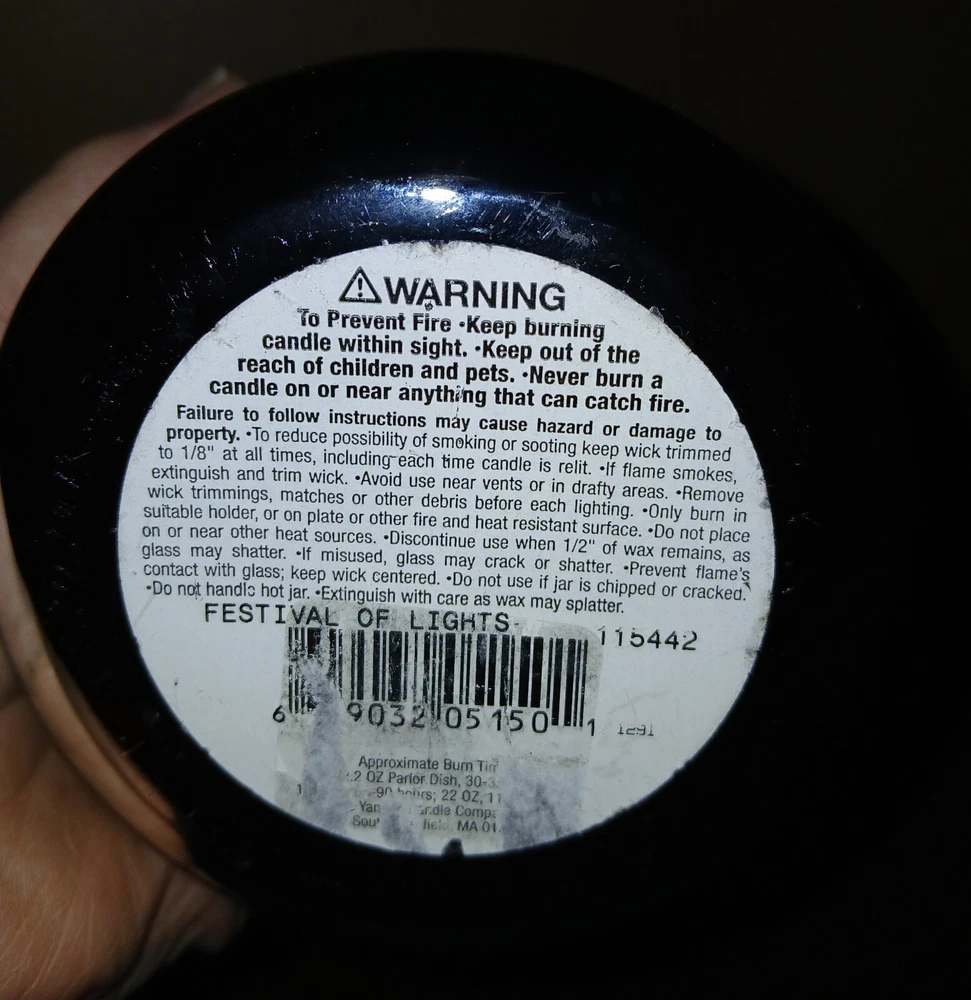 WARNING
To Prevent Fire •Keep burning
candle within sight. •Keep out of the
reach of children and pets. •Never burn a
candle on or near anything that can catch fire.
Failure to follow instructions may cause hazard or damage to
property. •To reduce possibility of smoking or sooting keep wick trimmed
to 1/8" at all times, including each time candle is relit. •If flame smokes,
extinguish and trim wick. •Avoid use near vents or in drafty areas. •Remove
wick trimmings, matches or other debris before each lighting. •Only burn in
suitable holder, or on plate or other fire and heat resistant surface. •Do not place
on or near other heat sources. •Discontinue use when 1/2" of wax remains, as
glass may shatter. •If misused, glass may crack or shatter. •Prevent flame's
contact with glass; keep wick centered. •Do not use if jar is chipped or cracked.
•Do not handle hot jar. •Extinguish with care as wax may splatter.
FESTIVAL OF LIGHTS
115442
6 09032 05150 1
1291
Approximate Burn
OZ Parlor Dish,
hours; 22 OZ,
MA